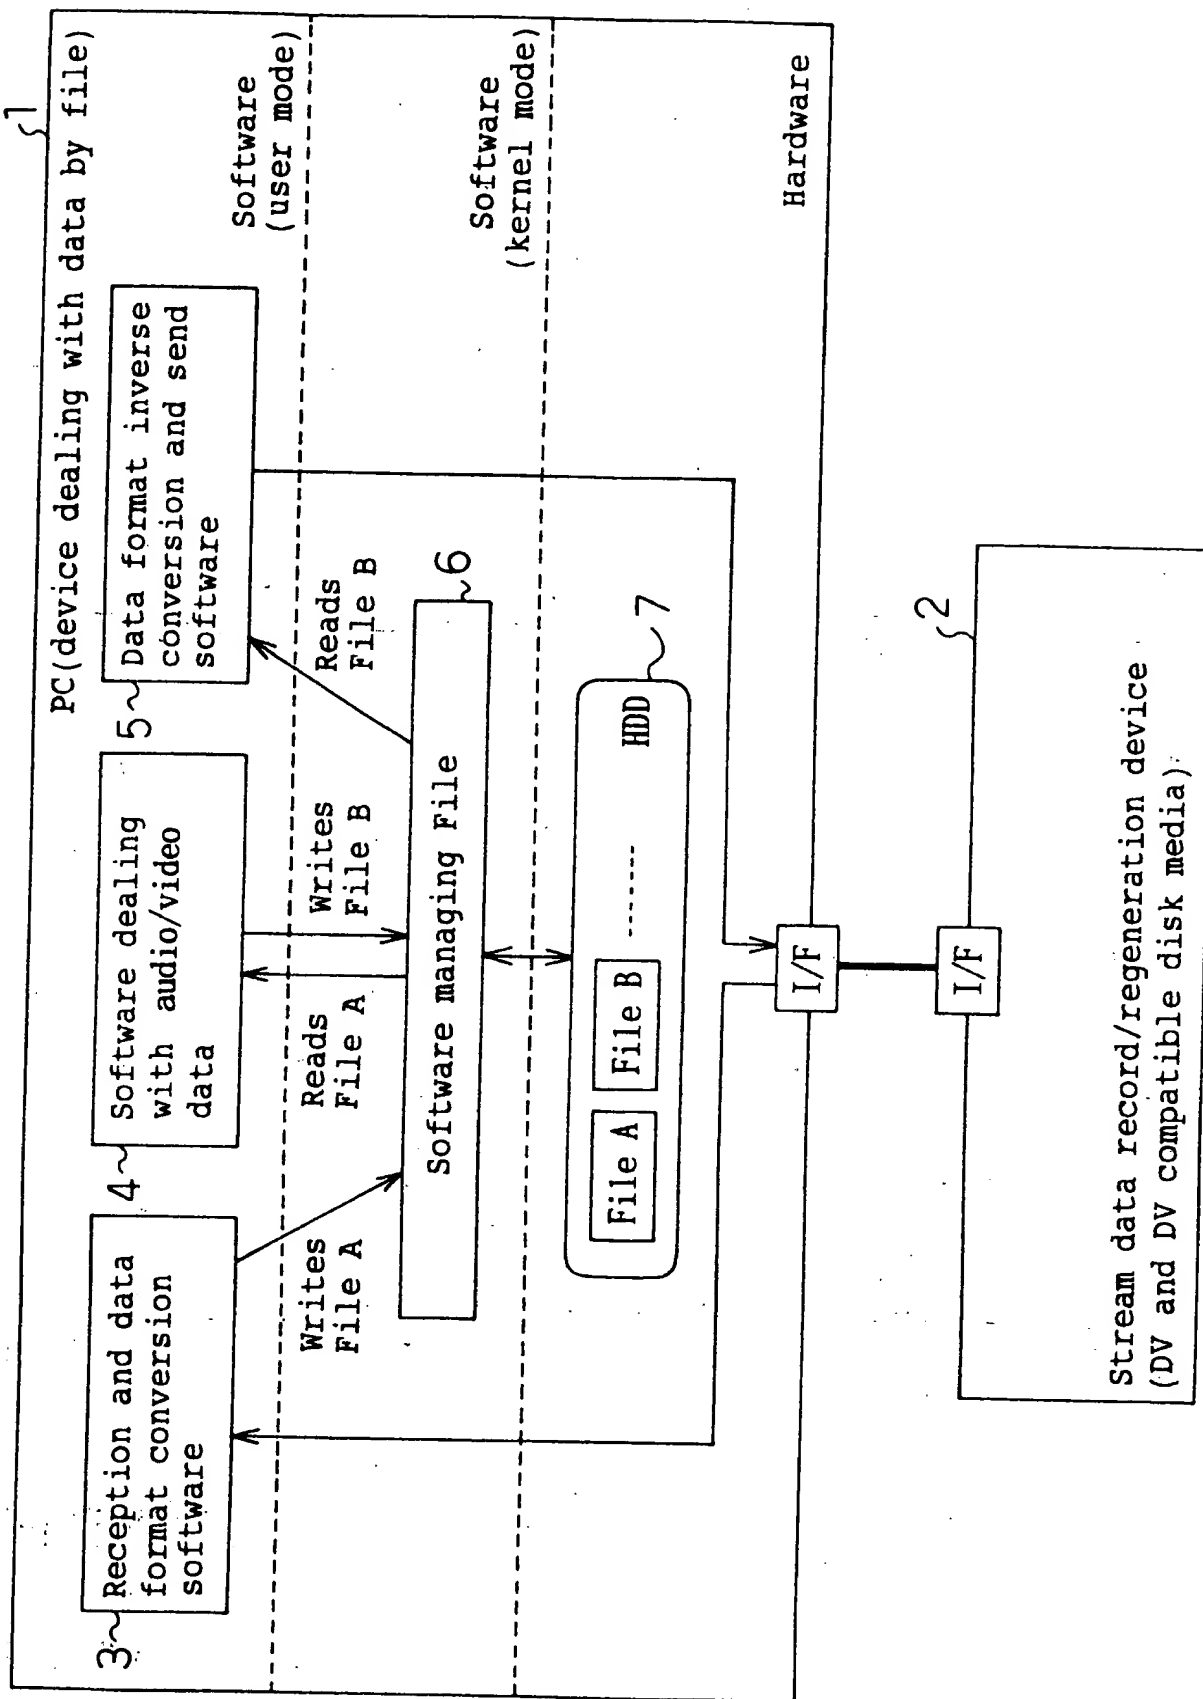 1
PC(device dealing with data by file)
3
Reception and data
format conversion
software
4
Software dealing
with audio/video
data
5
Data format inverse
conversion and send
software
Software
(user mode)
Writes
File A
Reads
File A
Writes
File B
Reads
File B
Software managing File
6
Software
(kernel mode)
File A
File B
------
HDD
7
Hardware
I/F
I/F
2
Stream data record/regeneration device
(DV and DV compatible disk media)